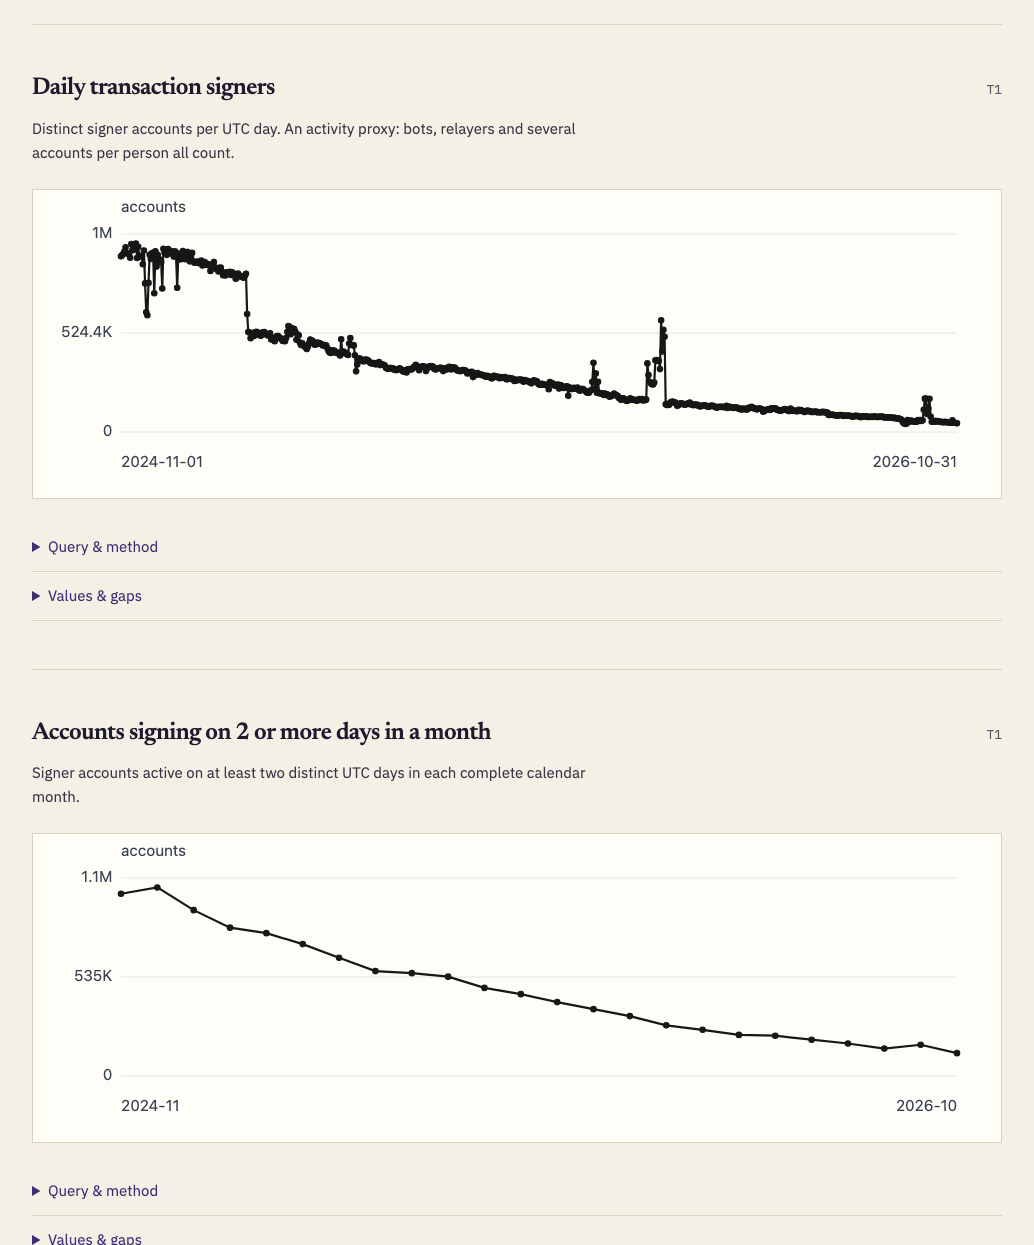 Daily transaction signers
T1
Distinct signer accounts per UTC day. An activity proxy: bots, relayers and several
accounts per person all count.
accounts
1M
524.4K
0
2024-11-01
2026-10-31
Query & method
Values & gaps
Accounts signing on 2 or more days in a month
T1
Signer accounts active on at least two distinct UTC days in each complete calendar
month.
accounts
1.1M
535K
0
2024-11
2026-10
Query & method
Values & gaps